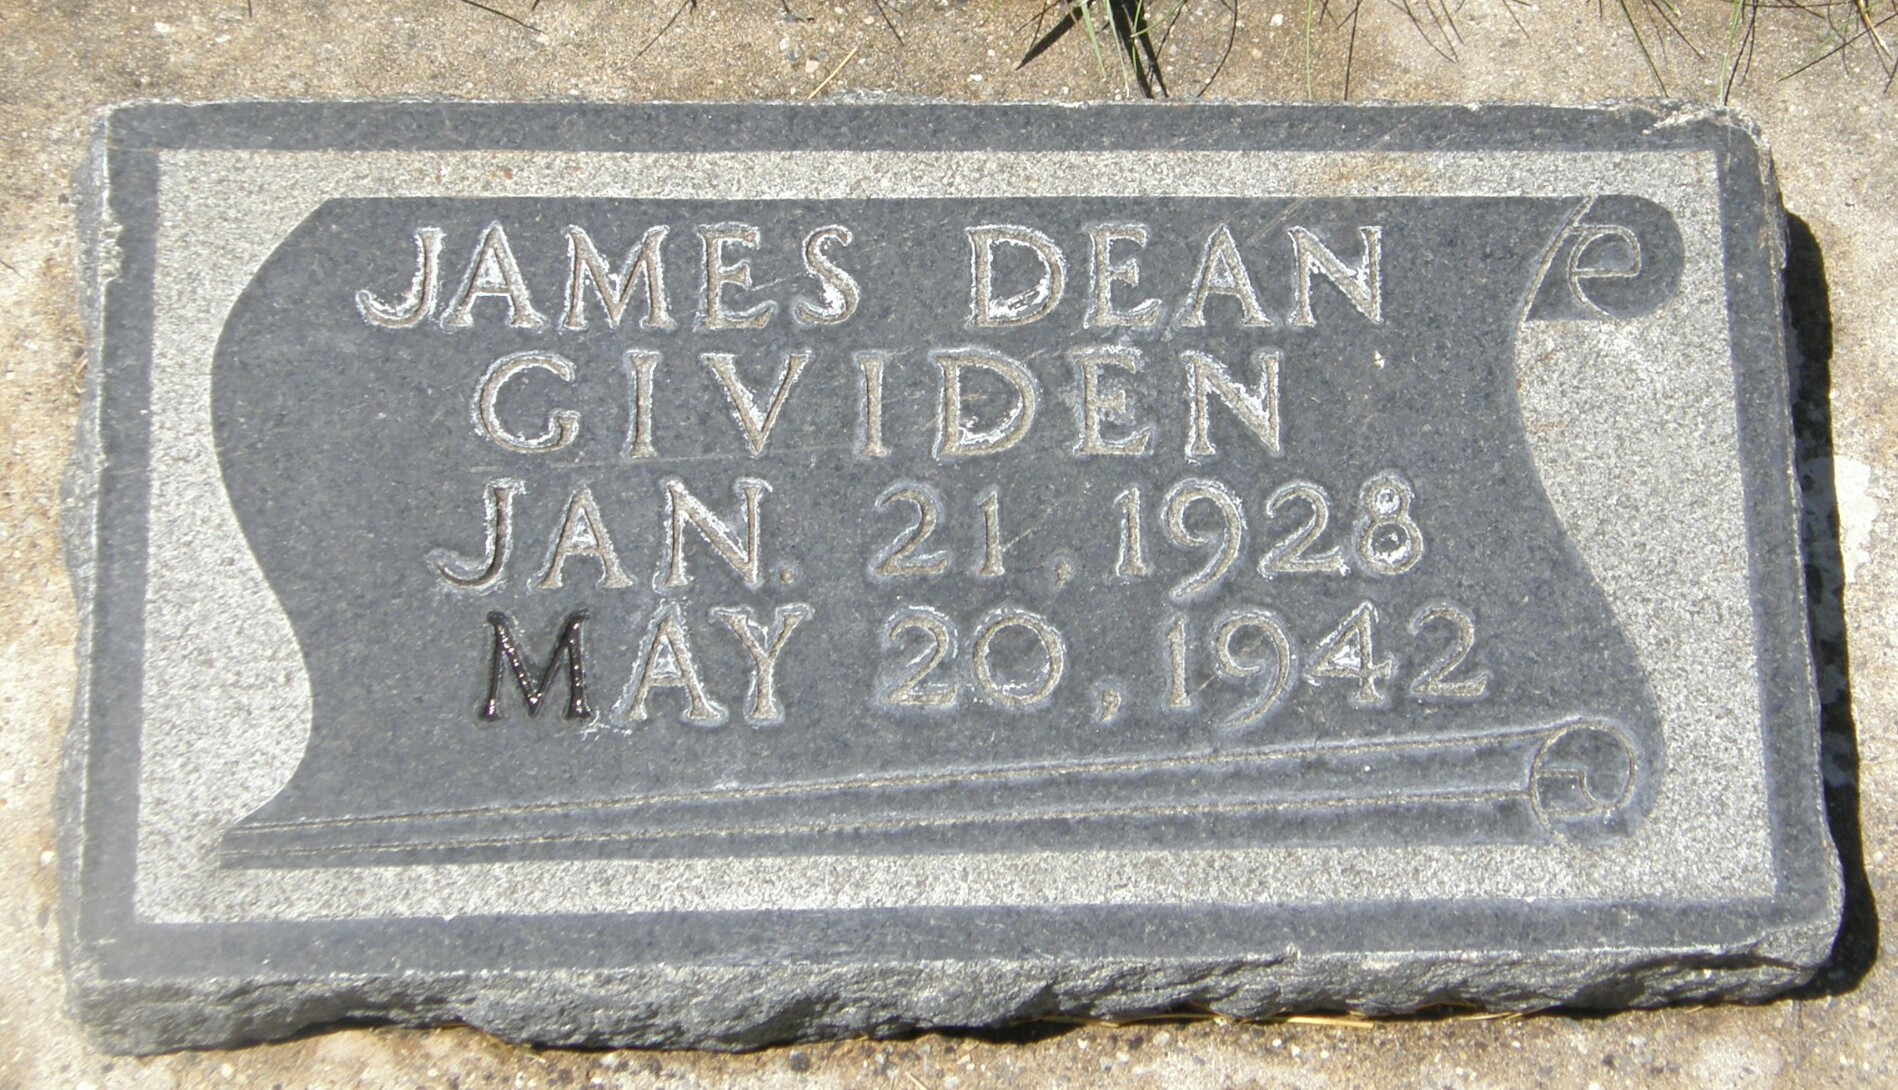 JAMES DEAN
GIVIDEN
JAN. 21, 1928
MAY 20, 1942